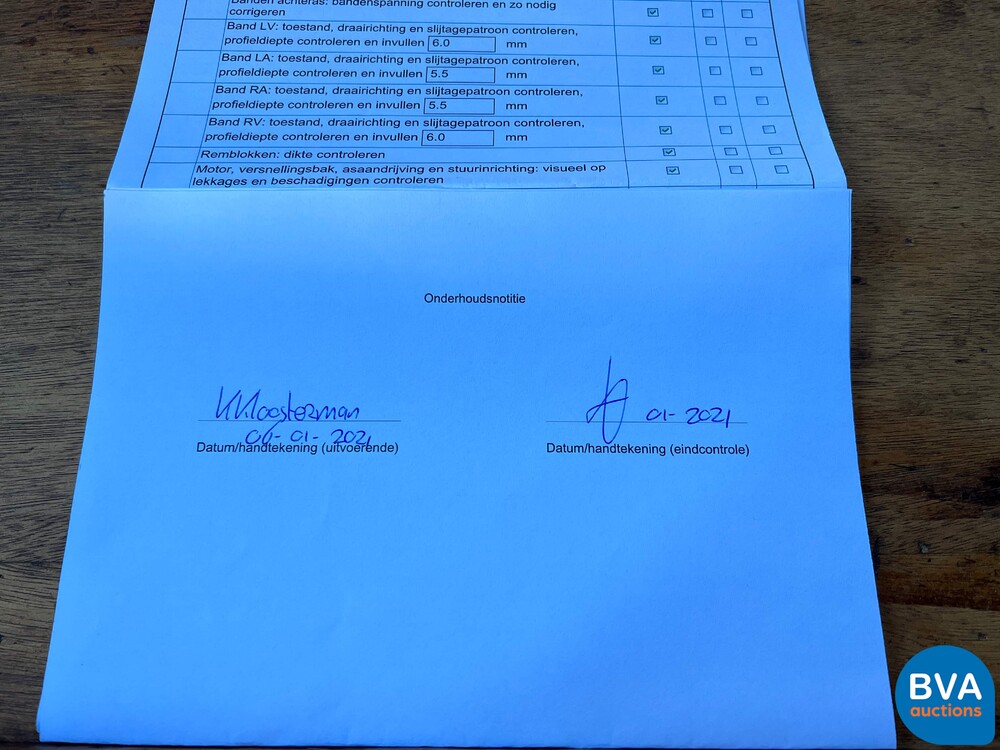 Banden achteras: bandenspanning controleren en zo nodig
corrigeren
Band LV: toestand, draairichting en slijtagepatroon controleren,
profieldiepte controleren en invullen 6.0 mm
Band LA: toestand, draairichting en slijtagepatroon controleren,
profieldiepte controleren en invullen 5.5 mm
Band RA: toestand, draairichting en slijtagepatroon controleren,
profieldiepte controleren en invullen 5.5 mm
Band RV: toestand, draairichting en slijtagepatroon controleren,
profieldiepte controleren en invullen 6.0 mm
Remblokken: dikte controleren
Motor, versnellingsbak, asaandrijving en stuurinrichting: visueel op
lekkages en beschadigingen controleren
Onderhoudsnotitie
Kloosterman
01-2021
01-2021
Datum/handtekening (uitvoerende)
Datum/handtekening (eindcontrole)
BVA
auctions